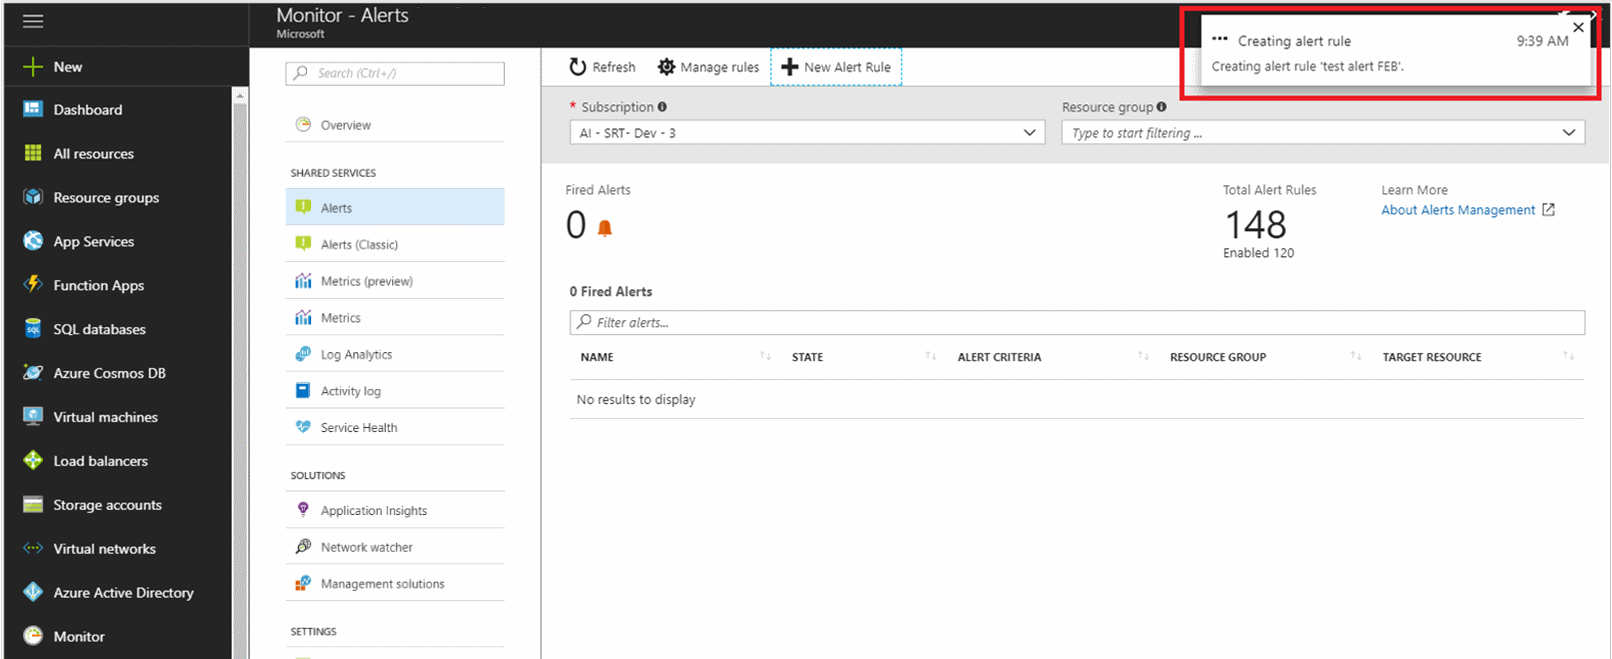 Monitor - Alerts
Microsoft
Creating alert rule 9:39 AM
Creating alert rule 'test alert FEB'.
New
Dashboard
All resources
Resource groups
App Services
Function Apps
SQL databases
Azure Cosmos DB
Virtual machines
Load balancers
Storage accounts
Virtual networks
Azure Active Directory
Monitor
Search (Ctrl+/)
Overview
SHARED SERVICES
Alerts
Alerts (Classic)
Metrics (preview)
Metrics
Log Analytics
Activity log
Service Health
SOLUTIONS
Application Insights
Network watcher
Management solutions
SETTINGS
Refresh Manage rules New Alert Rule
* Subscription Resource group
AI - SRT- Dev - 3 Type to start filtering ...
Fired Alerts Total Alert Rules Learn More
0 148 About Alerts Management
Enabled 120
0 Fired Alerts
Filter alerts...
NAME STATE ALERT CRITERIA RESOURCE GROUP TARGET RESOURCE
No results to display